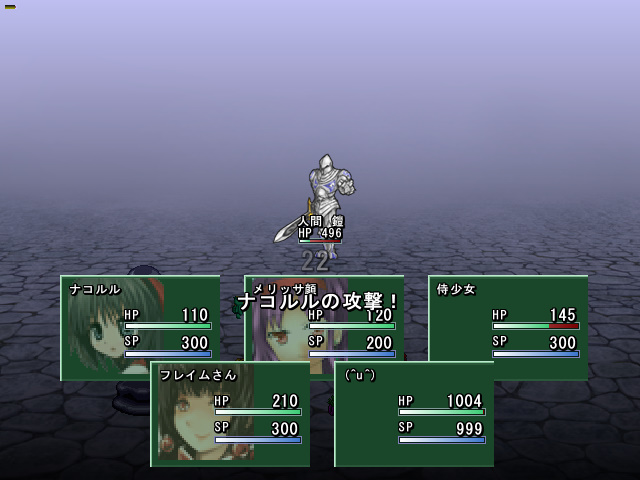 人間 鎧
HP 496
22
ナコルルの攻撃！
ナコルル
HP 110
SP 300
メリッサ顔
HP 120
SP 200
侍少女
HP 145
SP 300
フレイムさん
HP 210
SP 300
(^u^)
HP 1004
SP 999